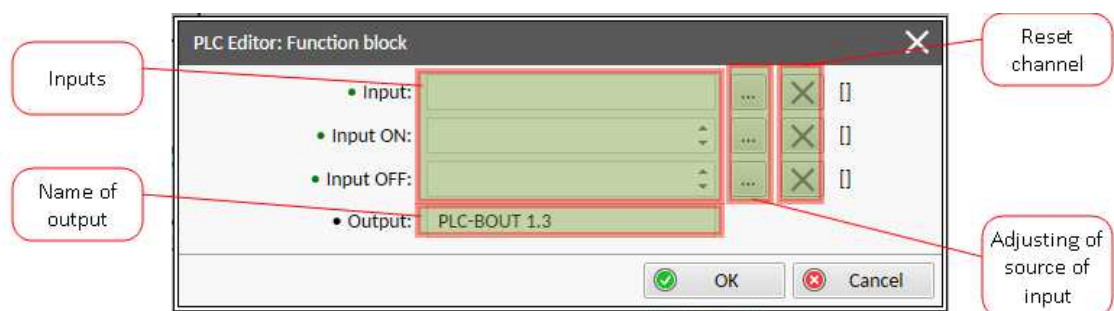 PLC Editor: Function block
Reset
channel
Inputs
Input:
...
[]
Input ON:
...
[]
Input OFF:
...
[]
Name of
output
Output:
PLC-BOUT 1.3
Adjusting of
source of
input
OK
Cancel